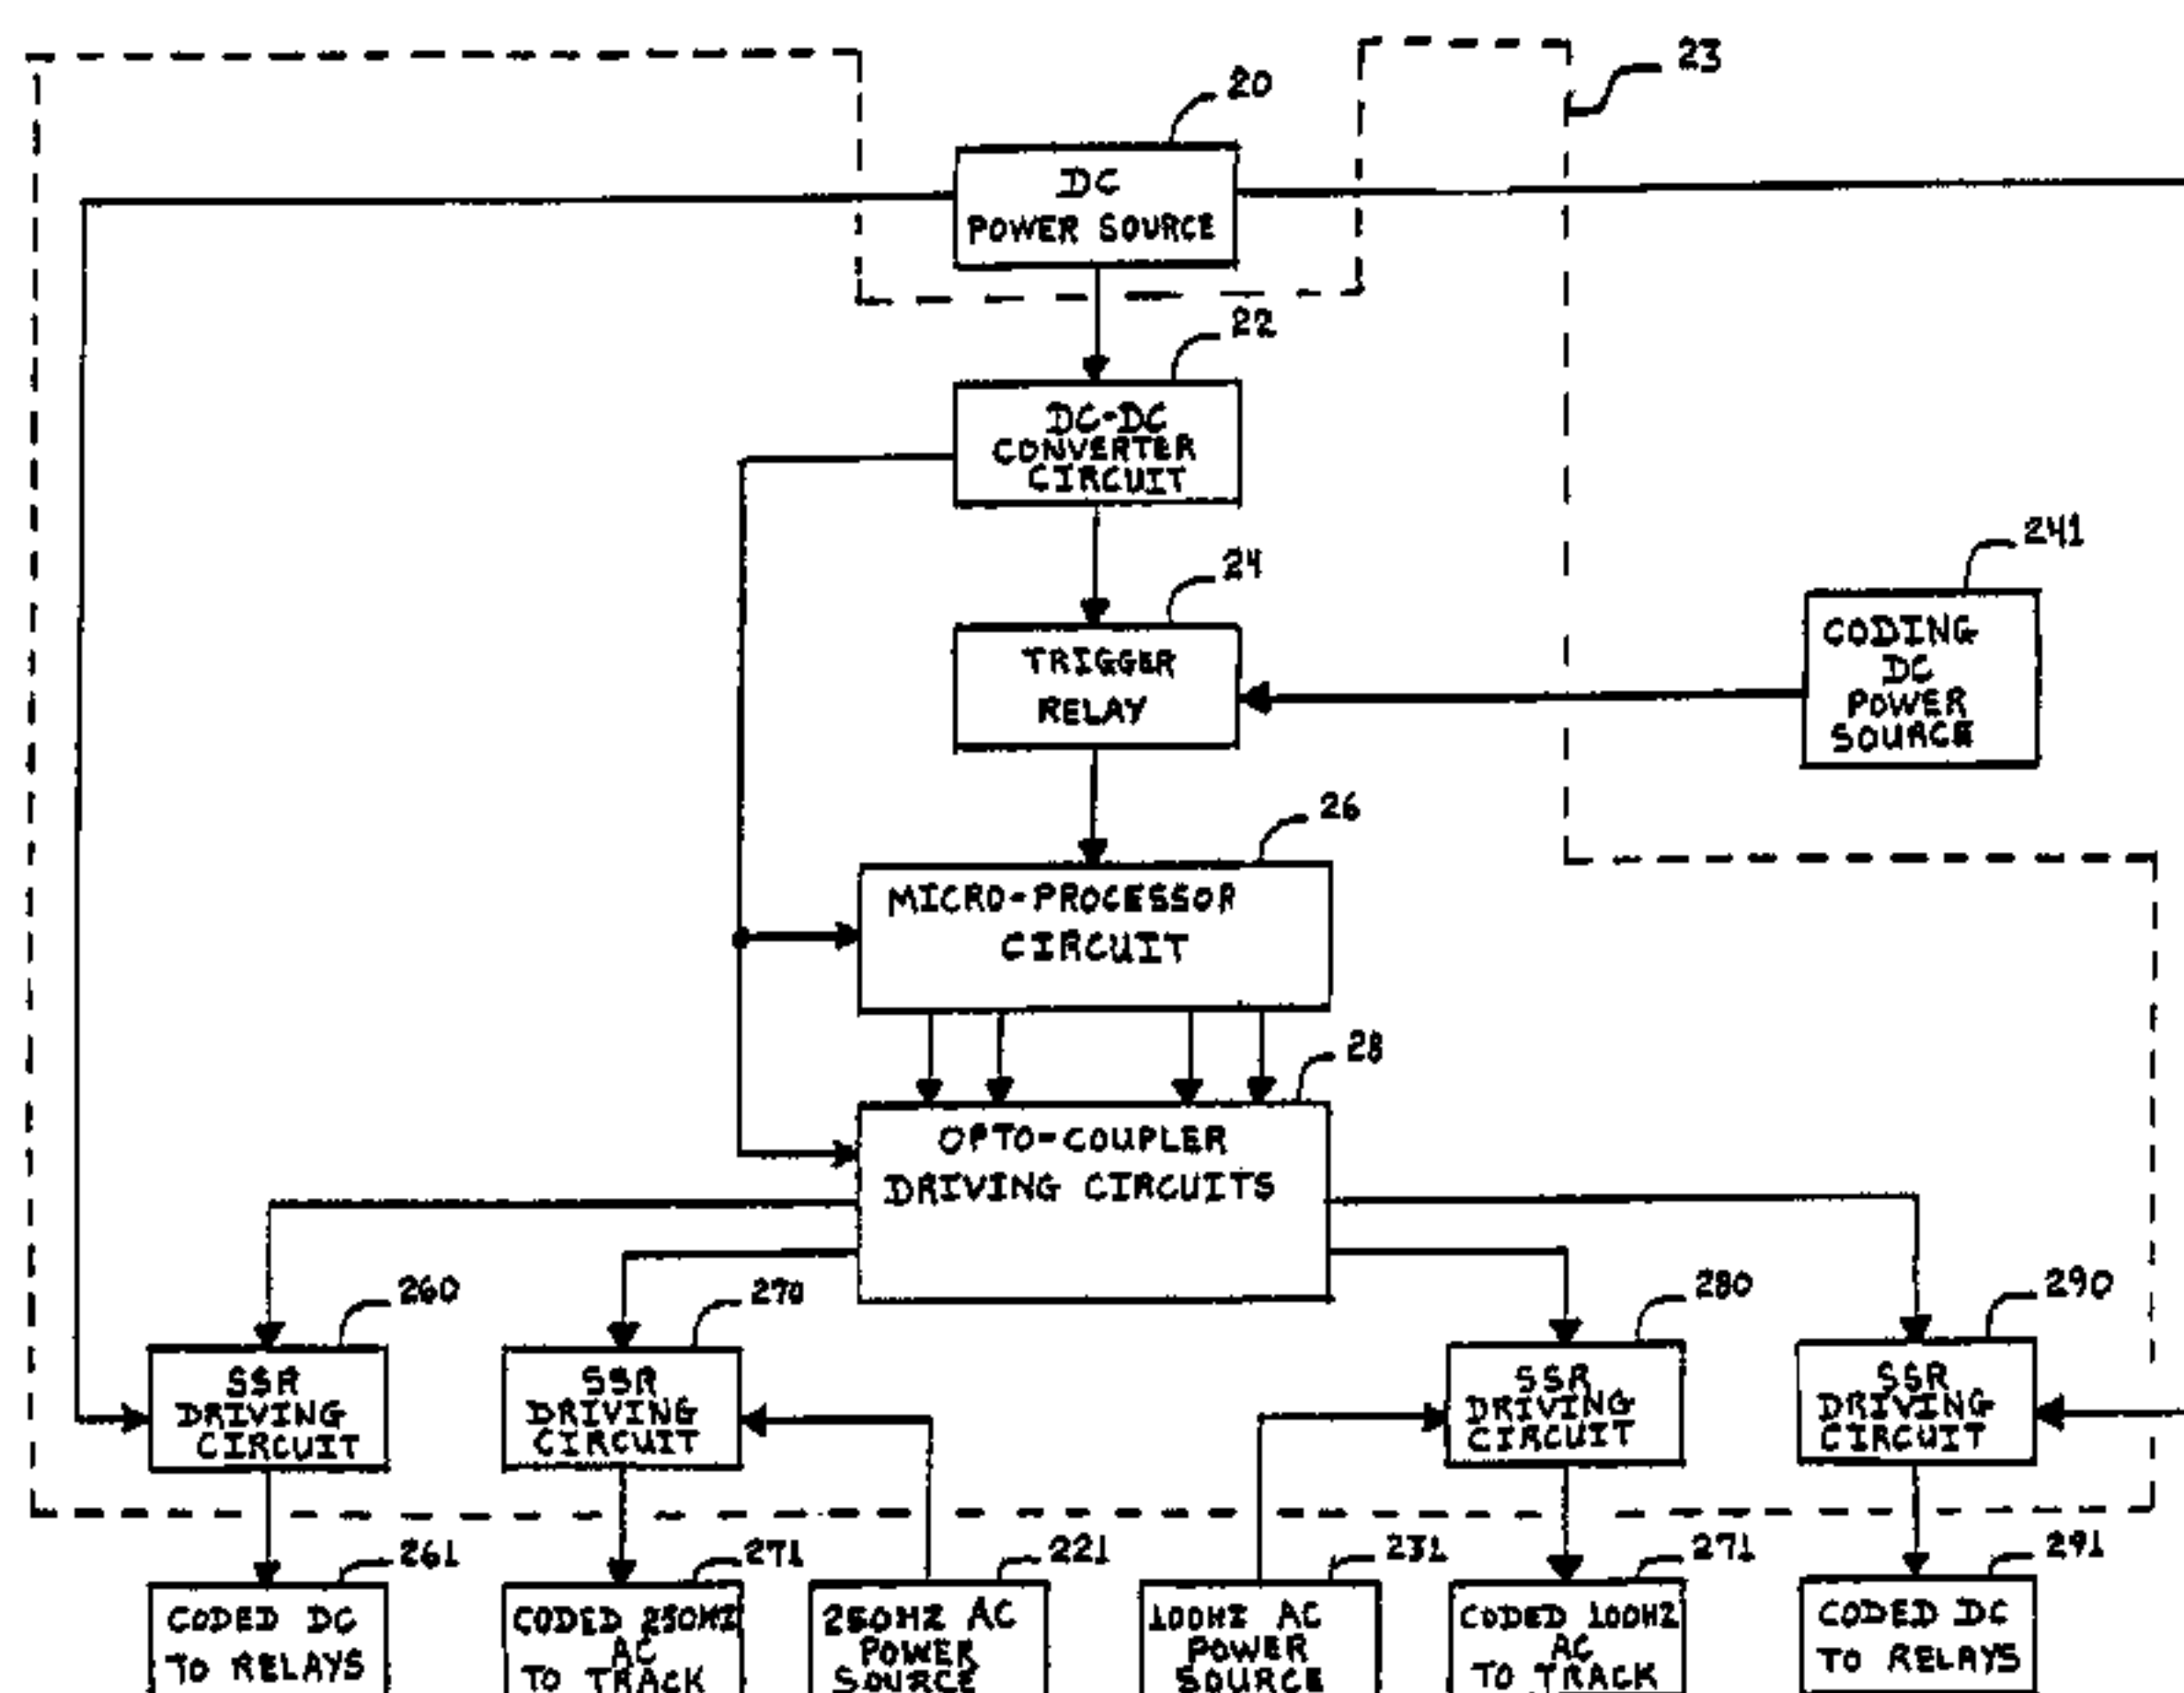 23
20
DC
POWER SOURCE
22
DC-DC
CONVERTER
CIRCUIT
24
TRIGGER
RELAY
241
CODING
DC
POWER
SOURCE
26
MICRO-PROCESSOR
CIRCUIT
28
OPTO-COUPLER
DRIVING CIRCUITS
260
SSR
DRIVING
CIRCUIT
270
SSR
DRIVING
CIRCUIT
280
SSR
DRIVING
CIRCUIT
290
SSR
DRIVING
CIRCUIT
261
CODED DC
TO RELAYS
271
CODED 250HZ
AC
TO TRACK
221
250HZ AC
POWER
SOURCE
231
100HZ AC
POWER
SOURCE
271
CODED 100HZ
AC
TO TRACK
291
CODED DC
TO RELAYS